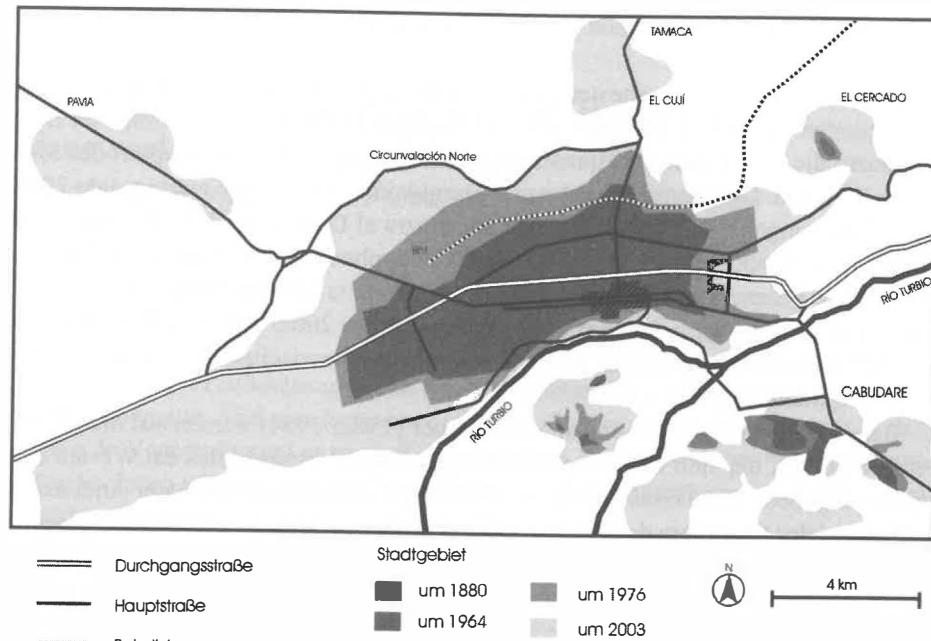 TAMACA
PAVIA
EL CUJÍ
EL CERCADO
Circunvalación Norte
RÍO TURBIO
RÍO TURBIO
CABUDARE
Durchgangsstraße
Hauptstraße
Stadtgebiet
um 1880
um 1964
um 1976
um 2003
N
4 km